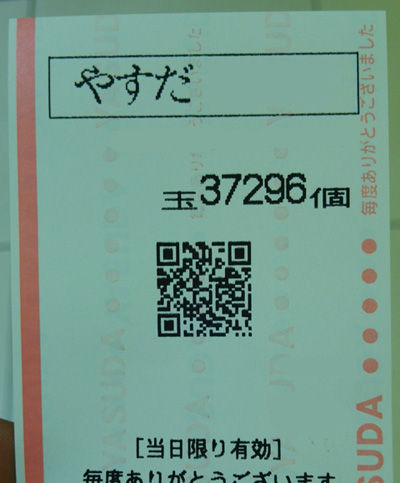 やすだ
玉37296個
[当日限り有効]
毎度ありがとうございます
毎度ありがとうございました
YASUDA
YASUDA